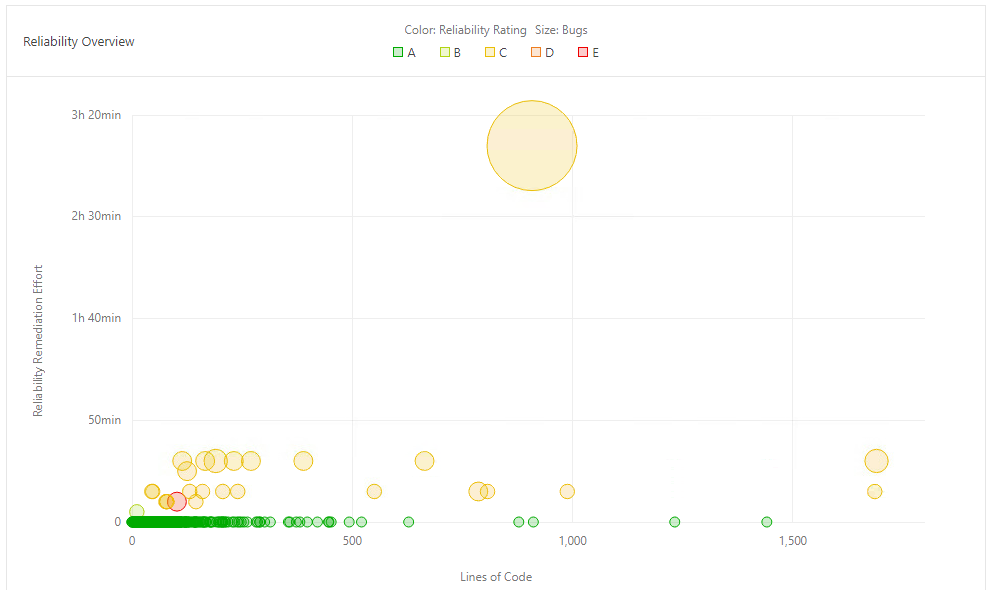 Reliability Overview
Color: Reliability Rating Size: Bugs
A B C D E
3h 20min
2h 30min
1h 40min
50min
0
Reliability Remediation Effort
0 500 1,000 1,500
Lines of Code